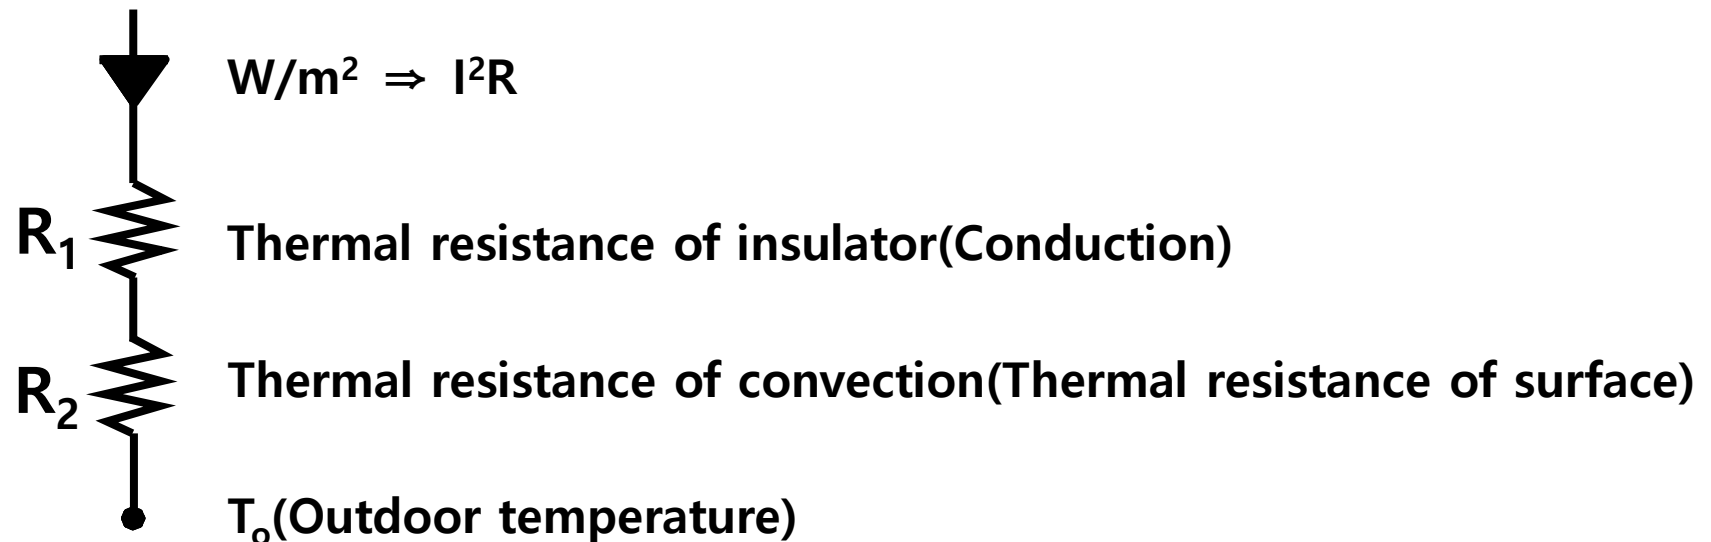 W/m² ⇒ I²R
R₁ Thermal resistance of insulator(Conduction)
R₂ Thermal resistance of convection(Thermal resistance of surface)
Tₒ(Outdoor temperature)